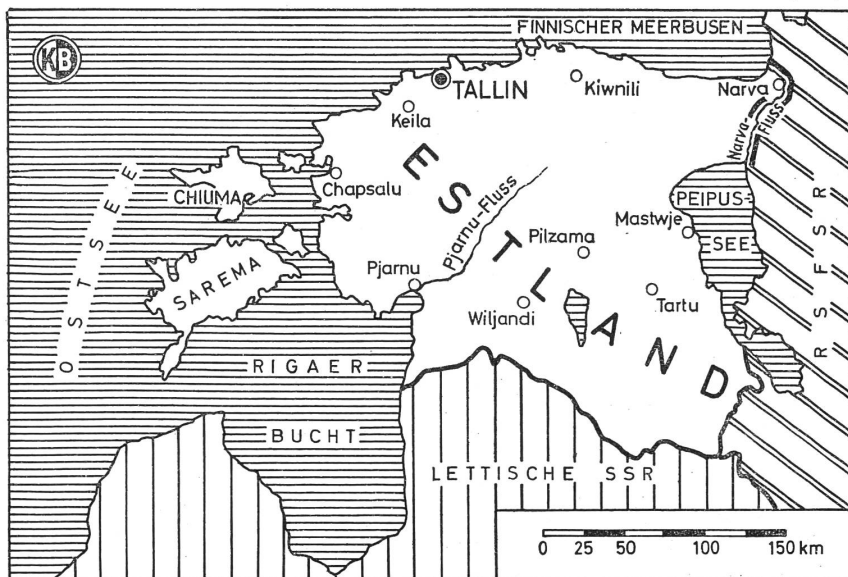 KB
FINNISCHER MEERBUSEN
TALLIN
Kiwnili
Narva
Keila
Narva-
Fluss
OSTSEE
CHIUMA
Chapsalu
ESTLAND
Pjarnu-Fluss
PEIPUS-
SEE
Mastwje
RSFSR
SAREMA
Pilzama
Pjarnu
Wiljandi
Tartu
RIGAER
BUCHT
LETTISCHE SSR
0 25 50 100 150 km